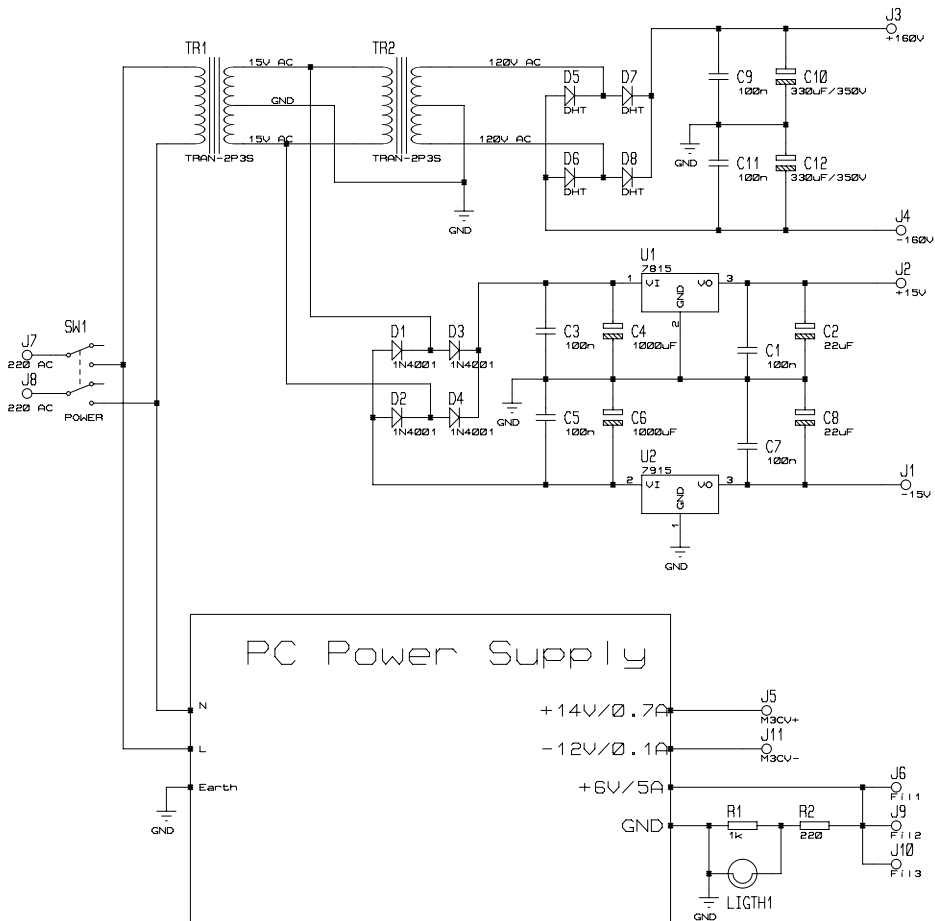 J3
+160V
TR1
TR2
15V AC
120V AC
D5
D7
C9
C10
DHT
DHT
100n
330uF/350V
GND
15V AC
120V AC
GND
D6
D8
C11
C12
TRAN-2P3S
TRAN-2P3S
100n
330uF/350V
DHT
DHT
GND
J4
-160V
U1
7815
J2
+15V
1
VI
VO
3
GND
2
J7
220 AC
SW1
J8
220 AC
POWER
D1
D3
1N4001
1N4001
C3
100n
C4
1000uF
C1
100n
C2
22uF
D2
D4
1N4001
1N4001
GND
C5
100n
C6
1000uF
C7
100n
C8
22uF
U2
7915
2
VI
VO
3
GND
1
J1
-15V
GND
PC Power Supply
N
+14V/0.7A
J5
M3CV+
L
-12V/0.1A
J11
M3CV-
Earth
+6V/5A
J6
Fil1
GND
GND
R1
1k
R2
220
J9
Fil2
J10
Fil3
LIGTH1
GND